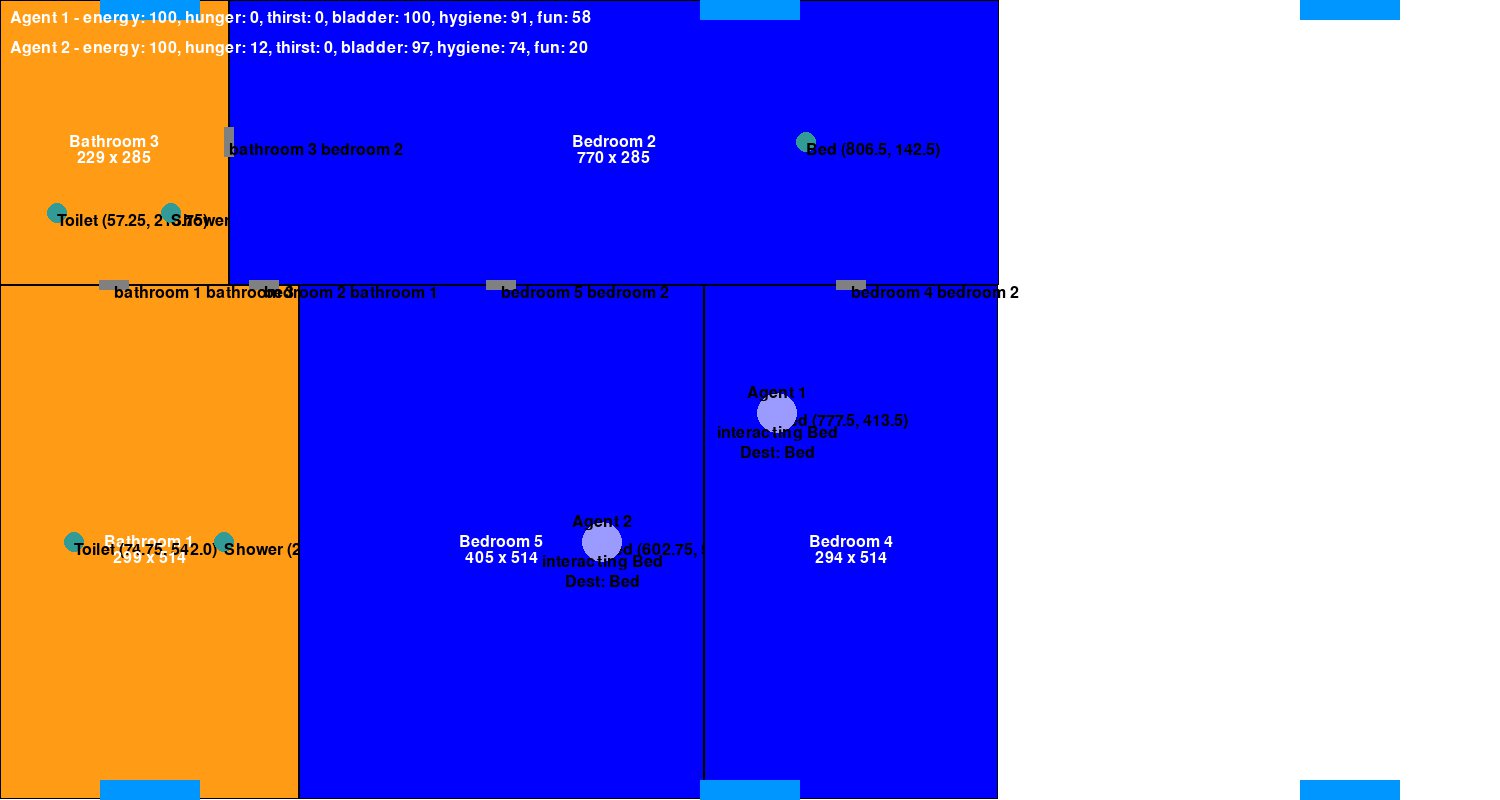 Agent 1 - energy: 100, hunger: 0, thirst: 0, bladder: 100, hygiene: 91, fun: 58
Agent 2 - energy: 100, hunger: 12, thirst: 0, bladder: 97, hygiene: 74, fun: 20
Bathroom 3
229 x 285
bathroom 3 bedroom 2
Bedroom 2
770 x 285
Bed (806.5, 142.5)
Toilet (57.25, 2
Shower
bathroom 1 bathroom 3
bedroom 2 bathroom 1
bedroom 5 bedroom 2
bedroom 4 bedroom 2
Agent 1
d (777.5, 413.5)
interacting Bed
Dest: Bed
Agent 2
Toilet (74.75, 542.0)
Bathroom 1
299 x 514
Shower (2
Bedroom 5
405 x 514
d (602.75,
interacting Bed
Dest: Bed
Bedroom 4
294 x 514